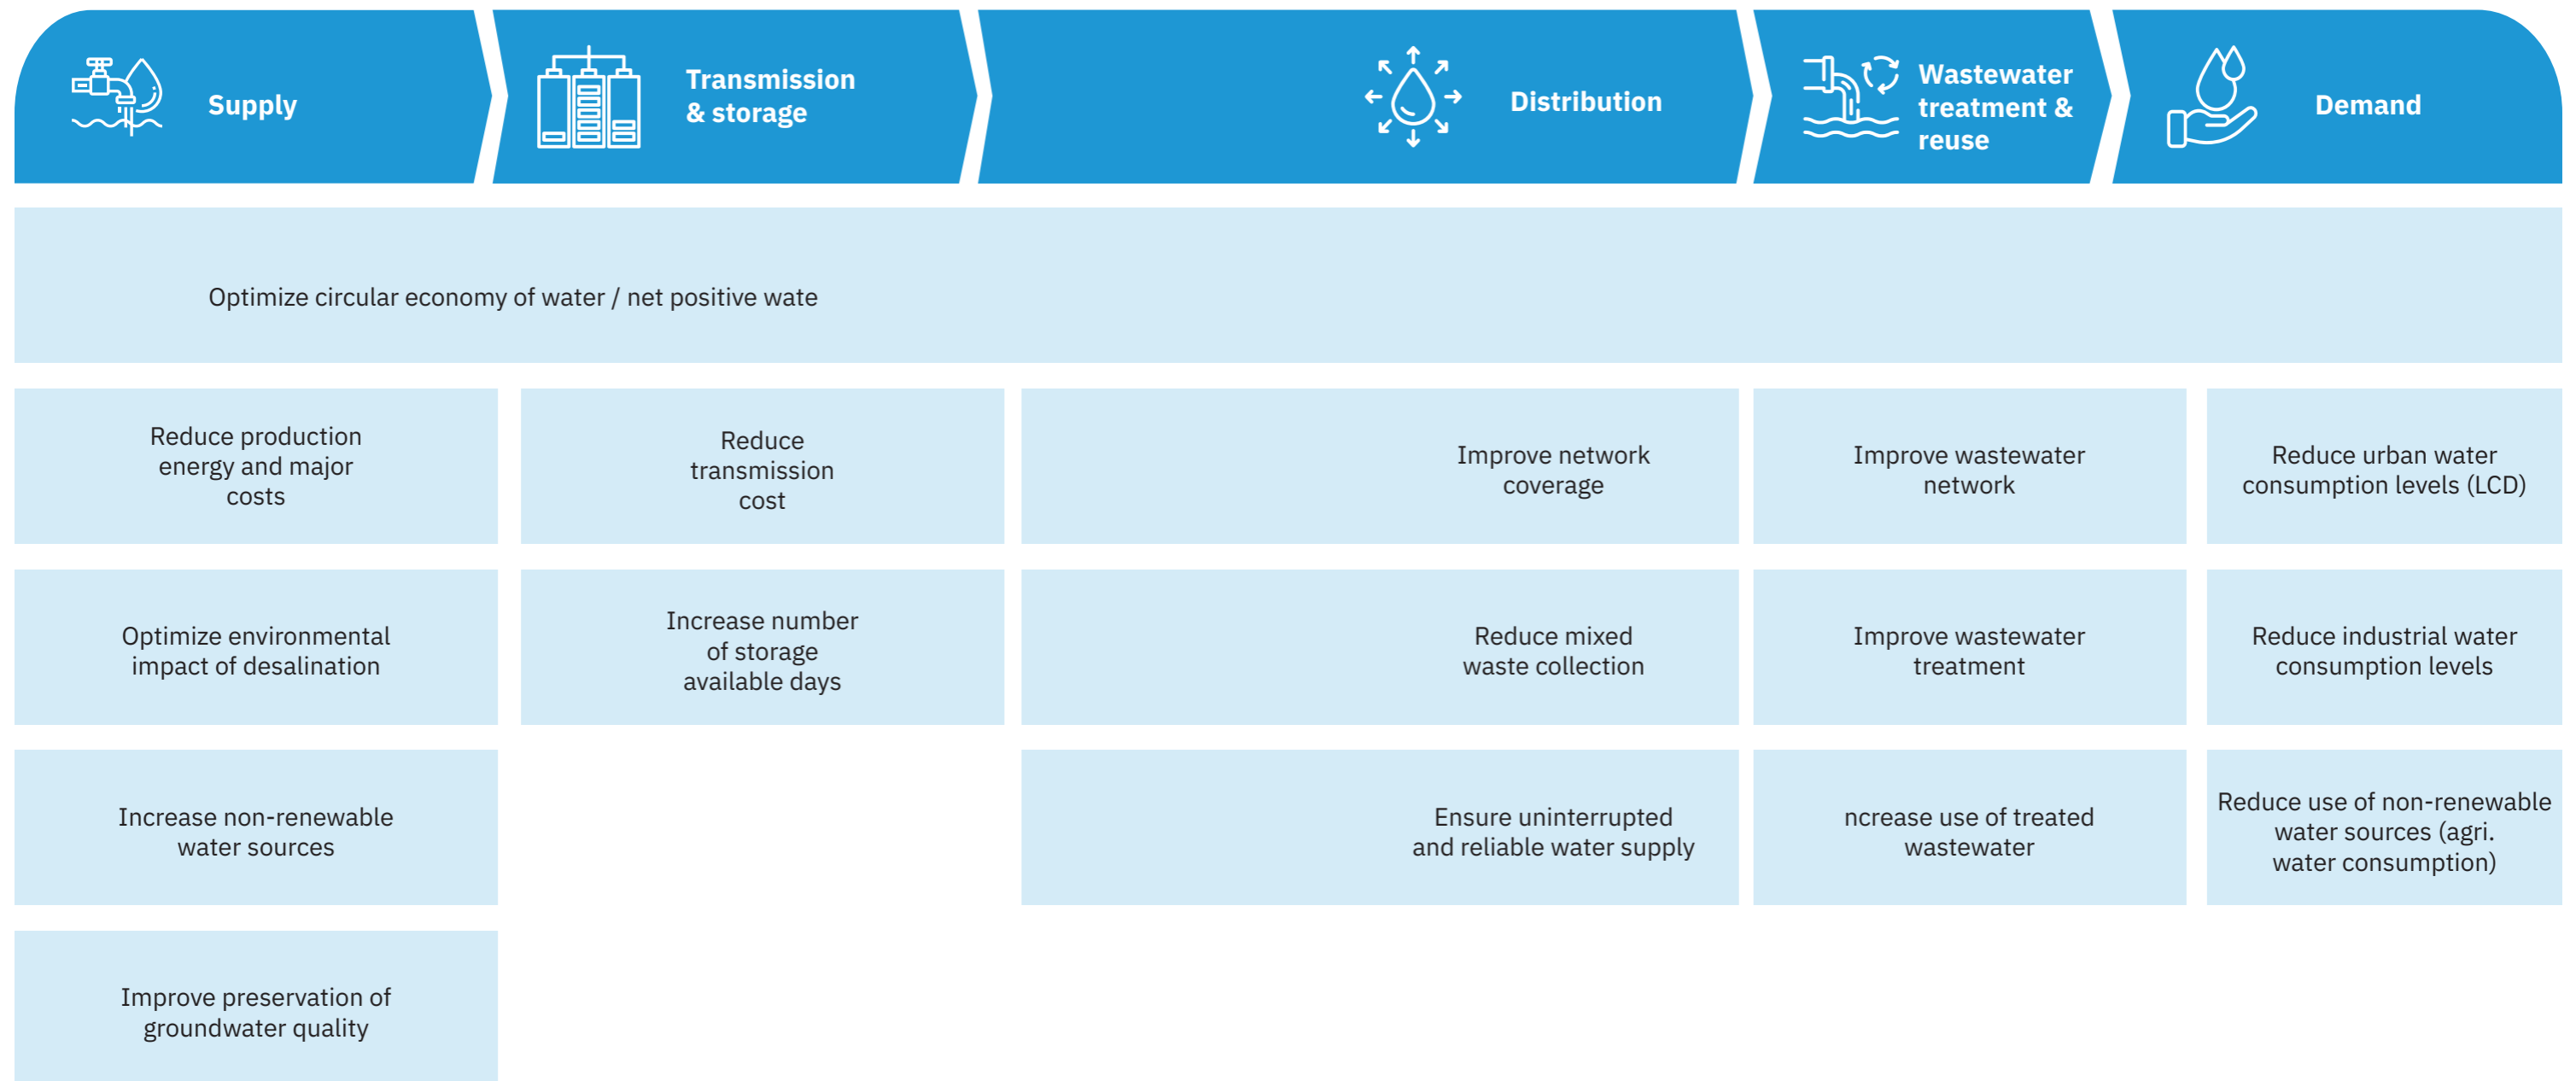 Supply
Transmission
& storage
Distribution
Wastewater
treatment &
reuse
Demand
Optimize circular economy of water / net positive wate
Reduce production
energy and major
costs
Reduce
transmission
cost
Improve network
coverage
Improve wastewater
network
Reduce urban water
consumption levels (LCD)
Optimize environmental
impact of desalination
Increase number
of storage
available days
Reduce mixed
waste collection
Improve wastewater
treatment
Reduce industrial water
consumption levels
Increase non-renewable
water sources
Ensure uninterrupted
and reliable water supply
ncrease use of treated
wastewater
Reduce use of non-renewable
water sources (agri.
water consumption)
Improve preservation of
groundwater quality